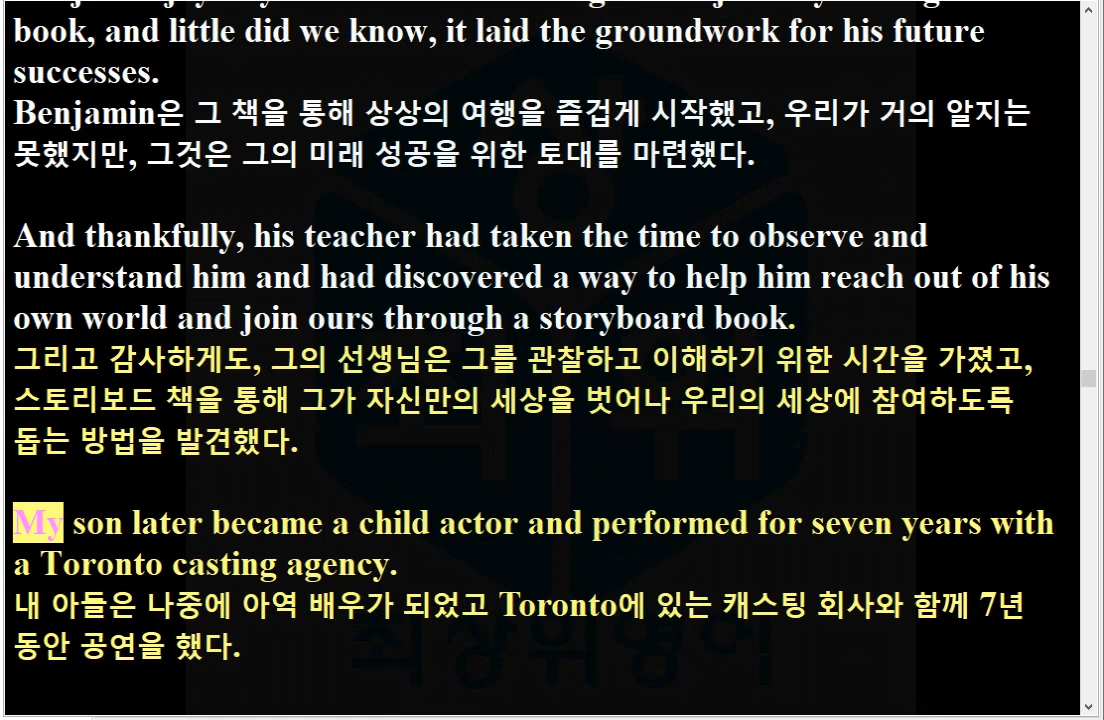 book, and little did we know, it laid the groundwork for his future
successes.
Benjamin은 그 책을 통해 상상의 여행을 즐겁게 시작했고, 우리가 거의 알지는
못했지만, 그것은 그의 미래 성공을 위한 토대를 마련했다.
And thankfully, his teacher had taken the time to observe and
understand him and had discovered a way to help him reach out of his
own world and join ours through a storyboard book.
그리고 감사하게도, 그의 선생님은 그를 관찰하고 이해하기 위한 시간을 가졌고,
스토리보드 책을 통해 그가 자신만의 세상을 벗어나 우리의 세상에 참여하도록
돕는 방법을 발견했다.
My son later became a child actor and performed for seven years with
a Toronto casting agency.
내 아들은 나중에 아역 배우가 되었고 Toronto에 있는 캐스팅 회사와 함께 7년
동안 공연을 했다.
최상위영어